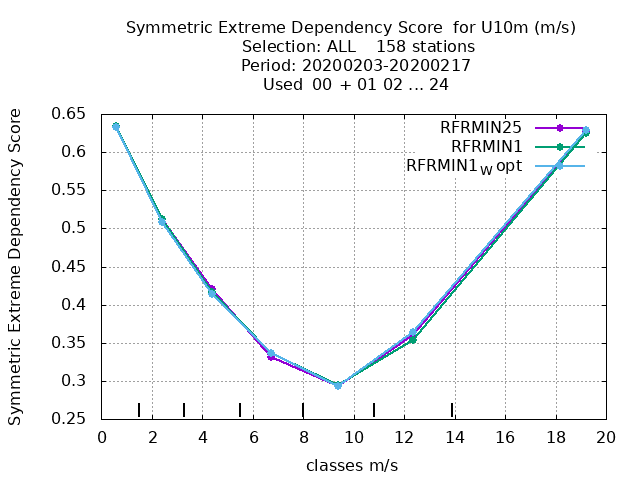 Symmetric Extreme Dependency Score for U10m (m/s)
Selection: ALL 158 stations
Period: 20200203-20200217
Used 00 + 01 02 ... 24
Symmetric Extreme Dependency Score
0.65
0.6
0.55
0.5
0.45
0.4
0.35
0.3
0.25
RFRMIN25
RFRMIN1
RFRMIN1W opt
0 2 4 6 8 10 12 14 16 18 20
classes m/s